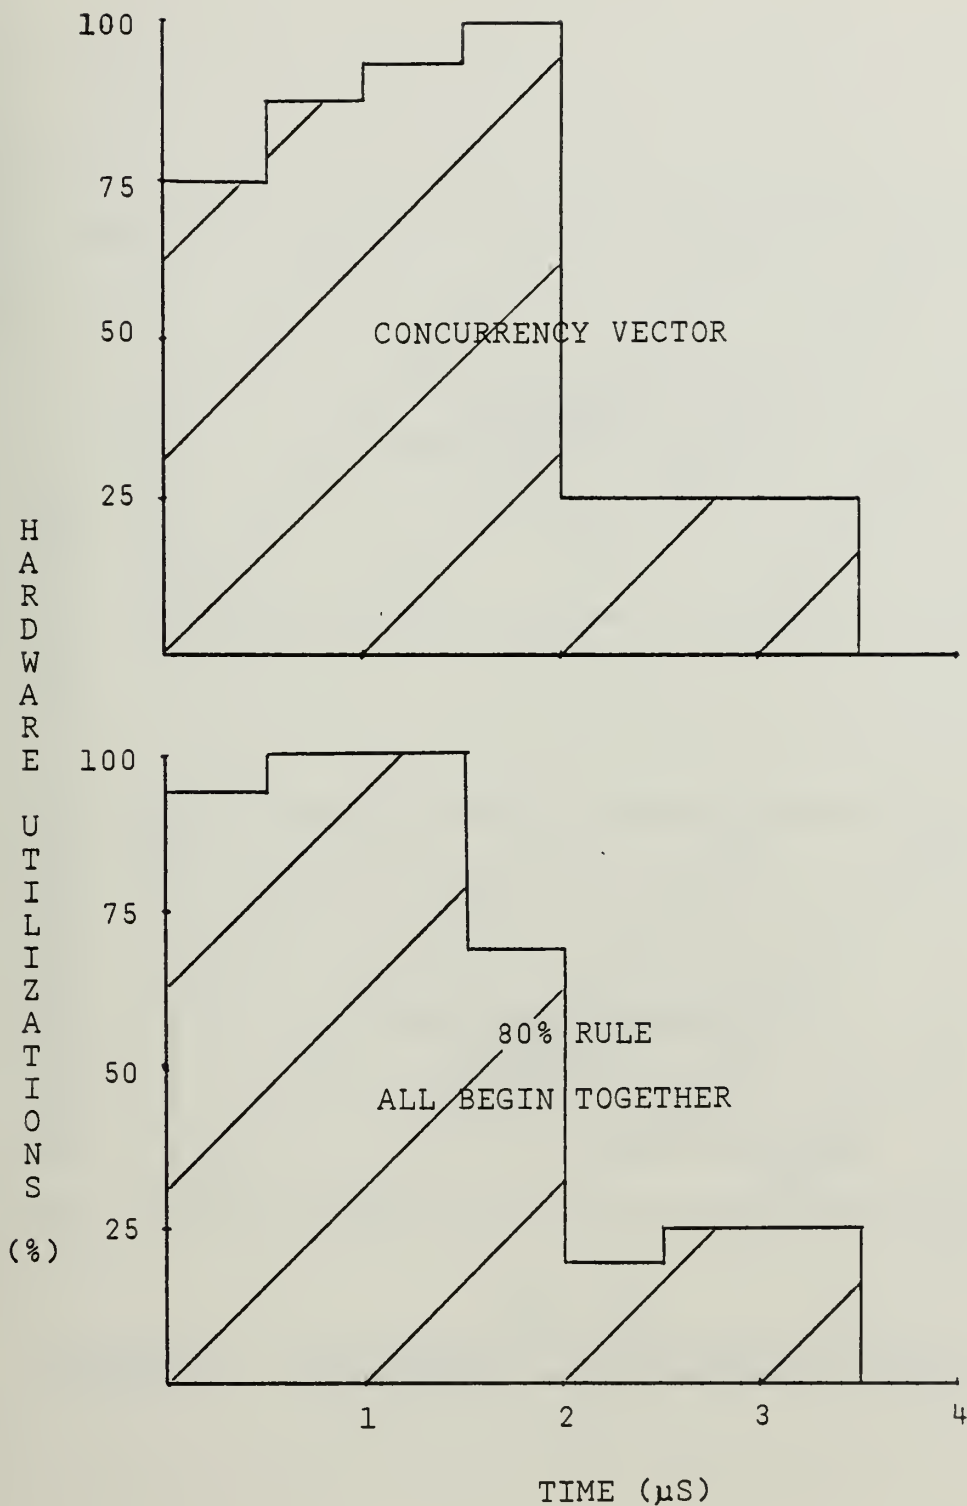 100
75
50
25
CONCURRENCY VECTOR
HARDWARE UTILIZATIONS (%)
100
75
50
25
80% RULE
ALL BEGIN TOGETHER
1
2
3
4
TIME (μS)